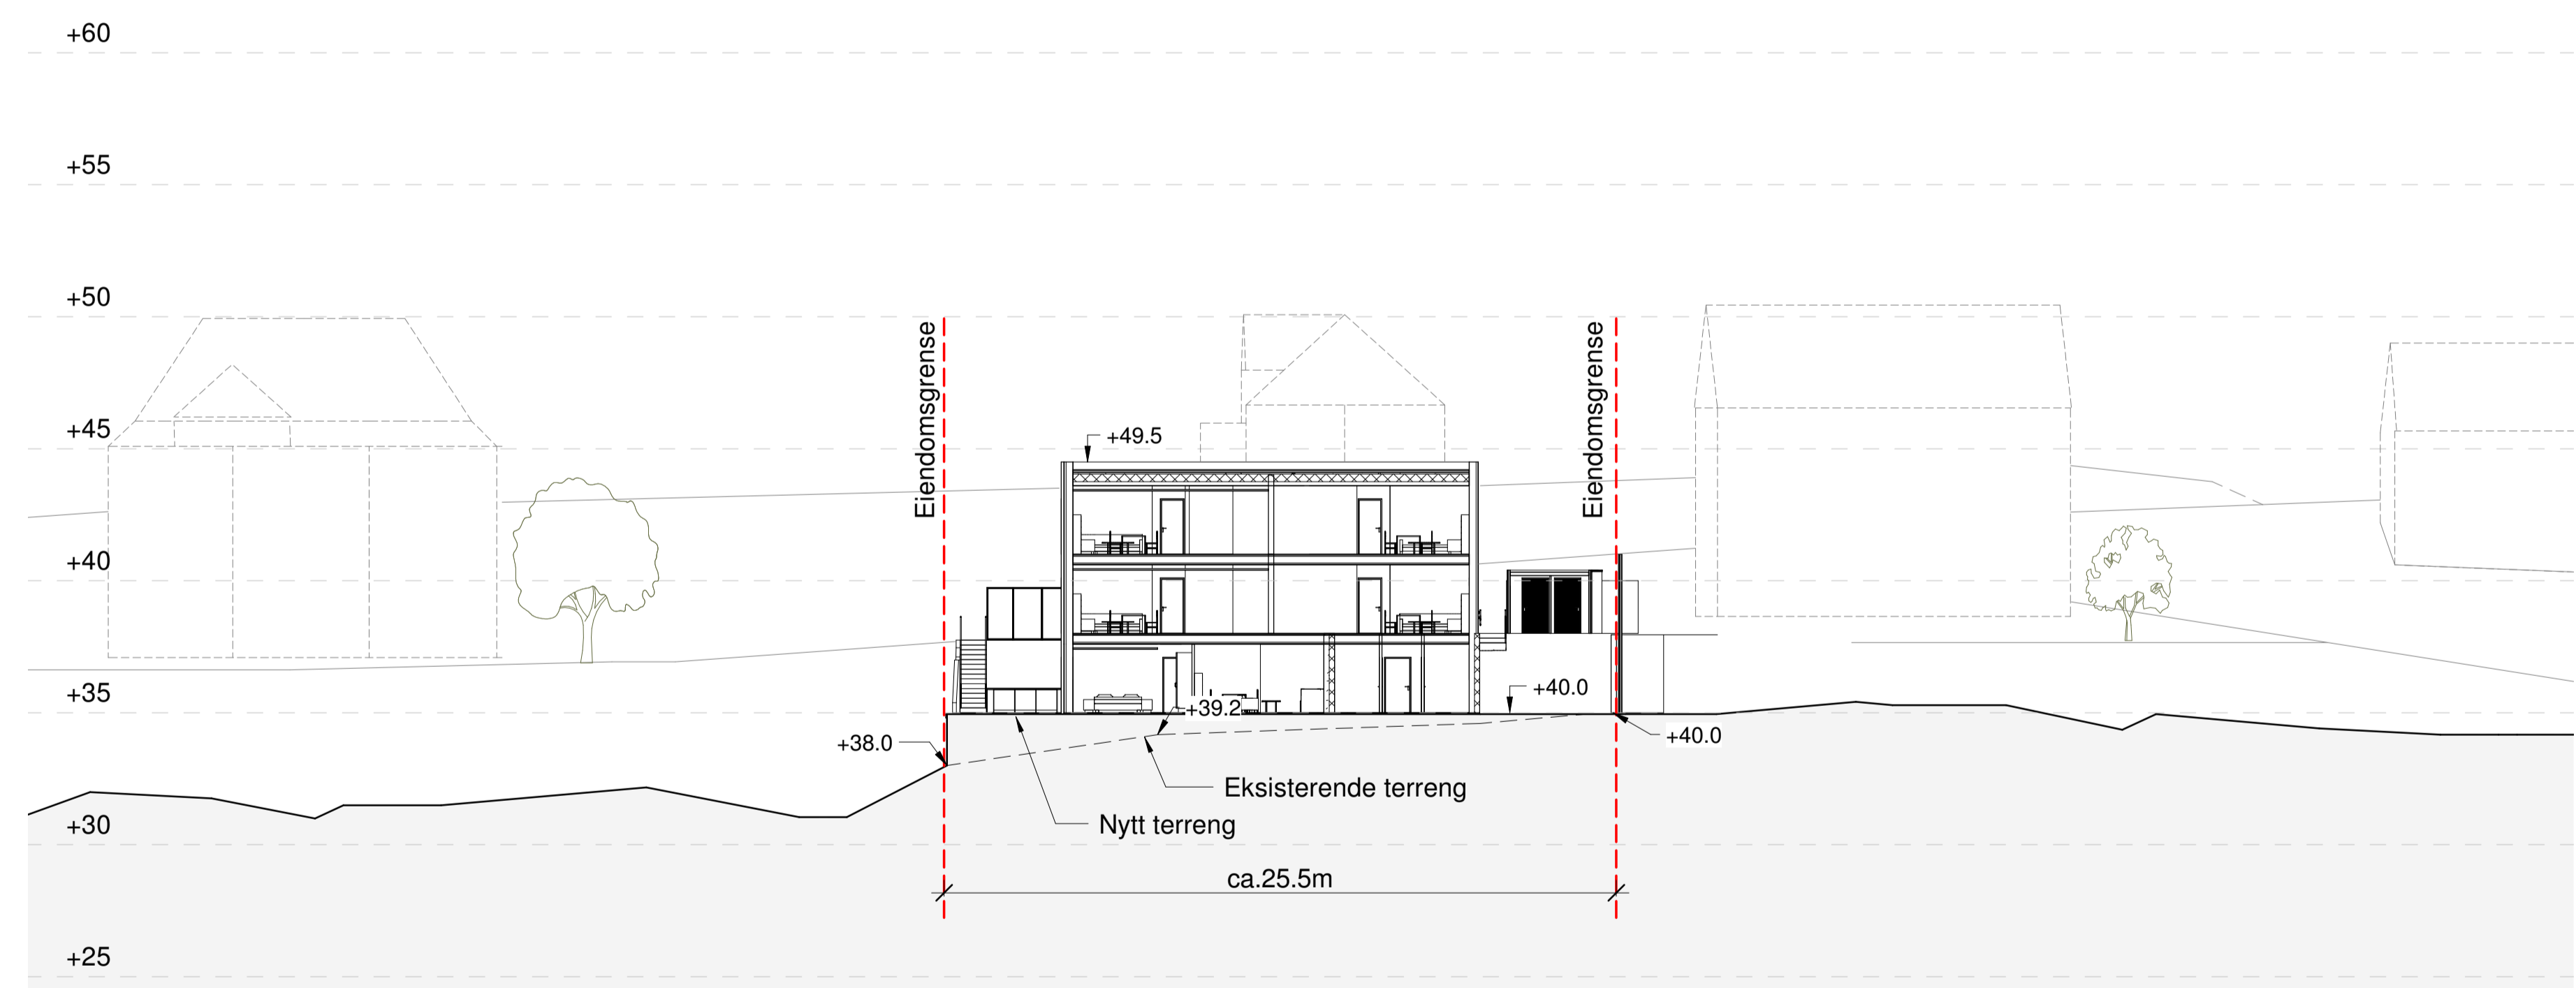 +60
+55
+50
Eiendomsgrense
Eiendomsgrense
+45
+49.5
+40
+35
+40.0
+39.2
+38.0
+40.0
Eksisterende terreng
+30
Nytt terreng
ca.25.5m
+25